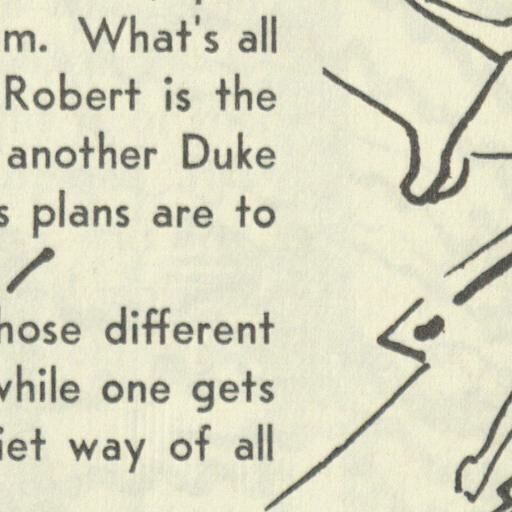 m. What's all
Robert is the
another Duke
s plans are to
hose different
while one gets
iet way of all